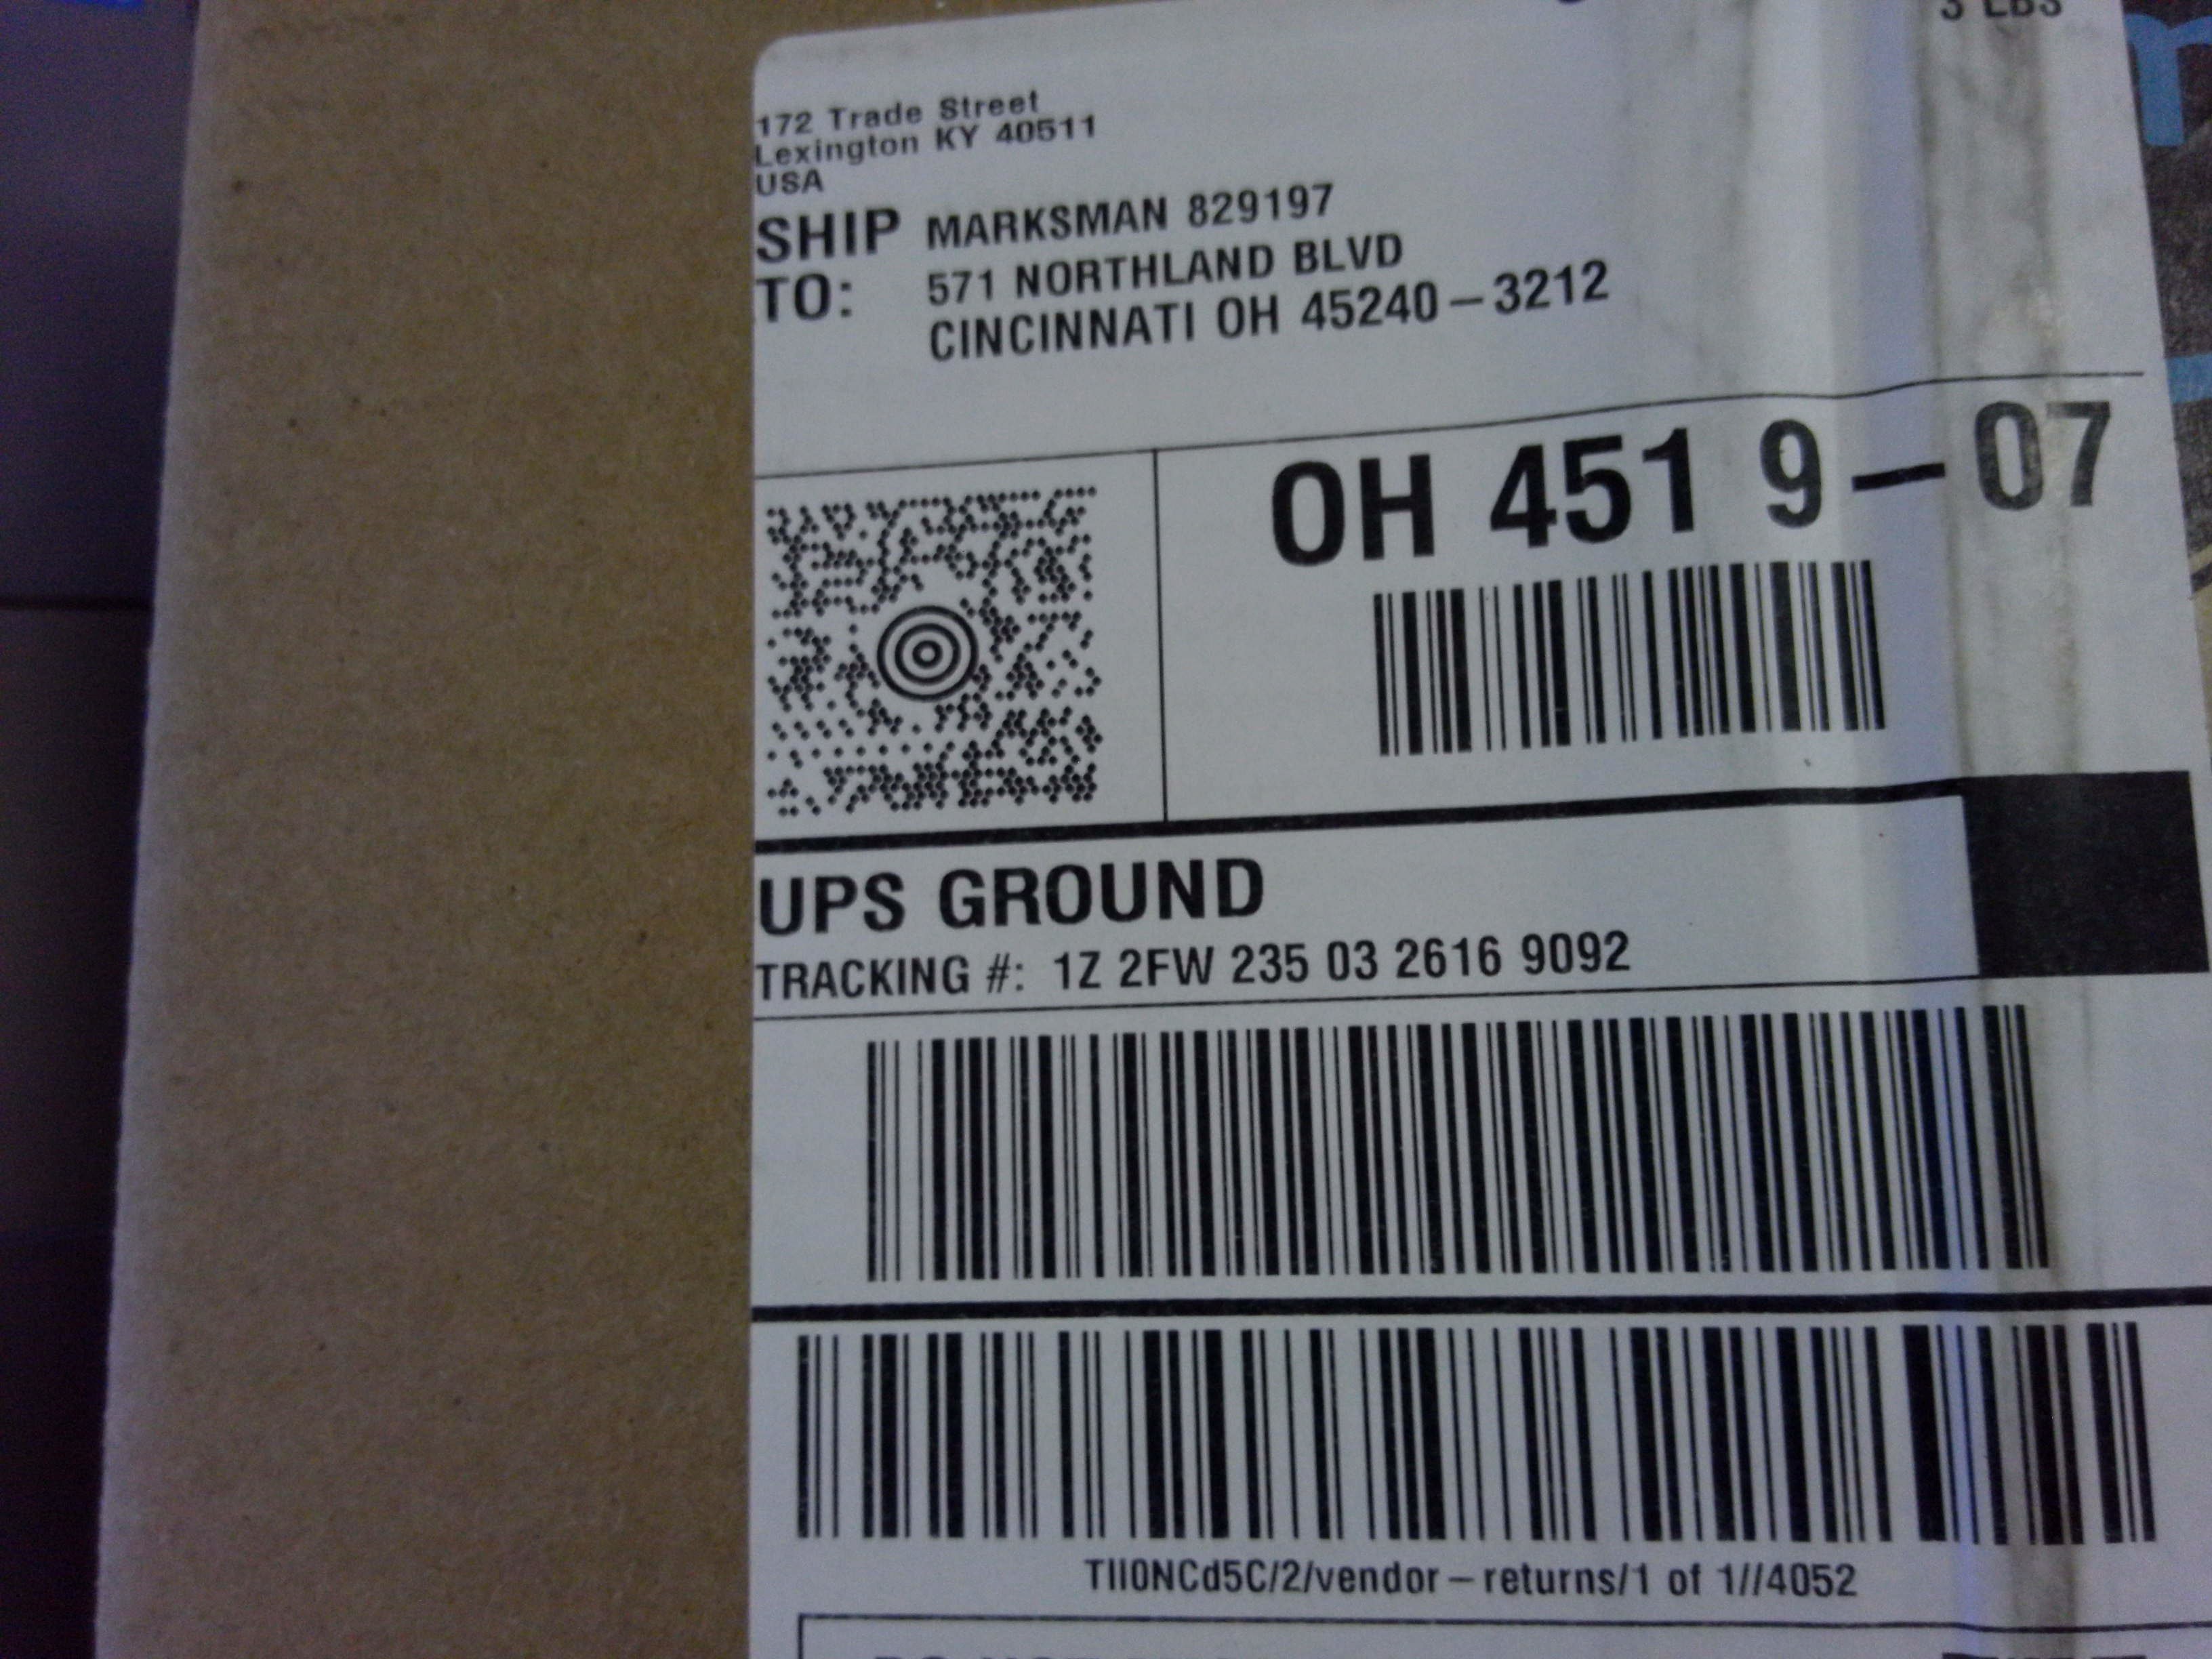 3 LBS
172 Trade Street
Lexington KY 40511
USA
SHIP TO: MARKSMAN 829197
571 NORTHLAND BLVD
CINCINNATI OH 45240-3212
OH 451 9-07
UPS GROUND
TRACKING #: 1Z 2FW 235 03 2616 9092
TII0NCd5C/2/vendor-returns/1 of 1//4052